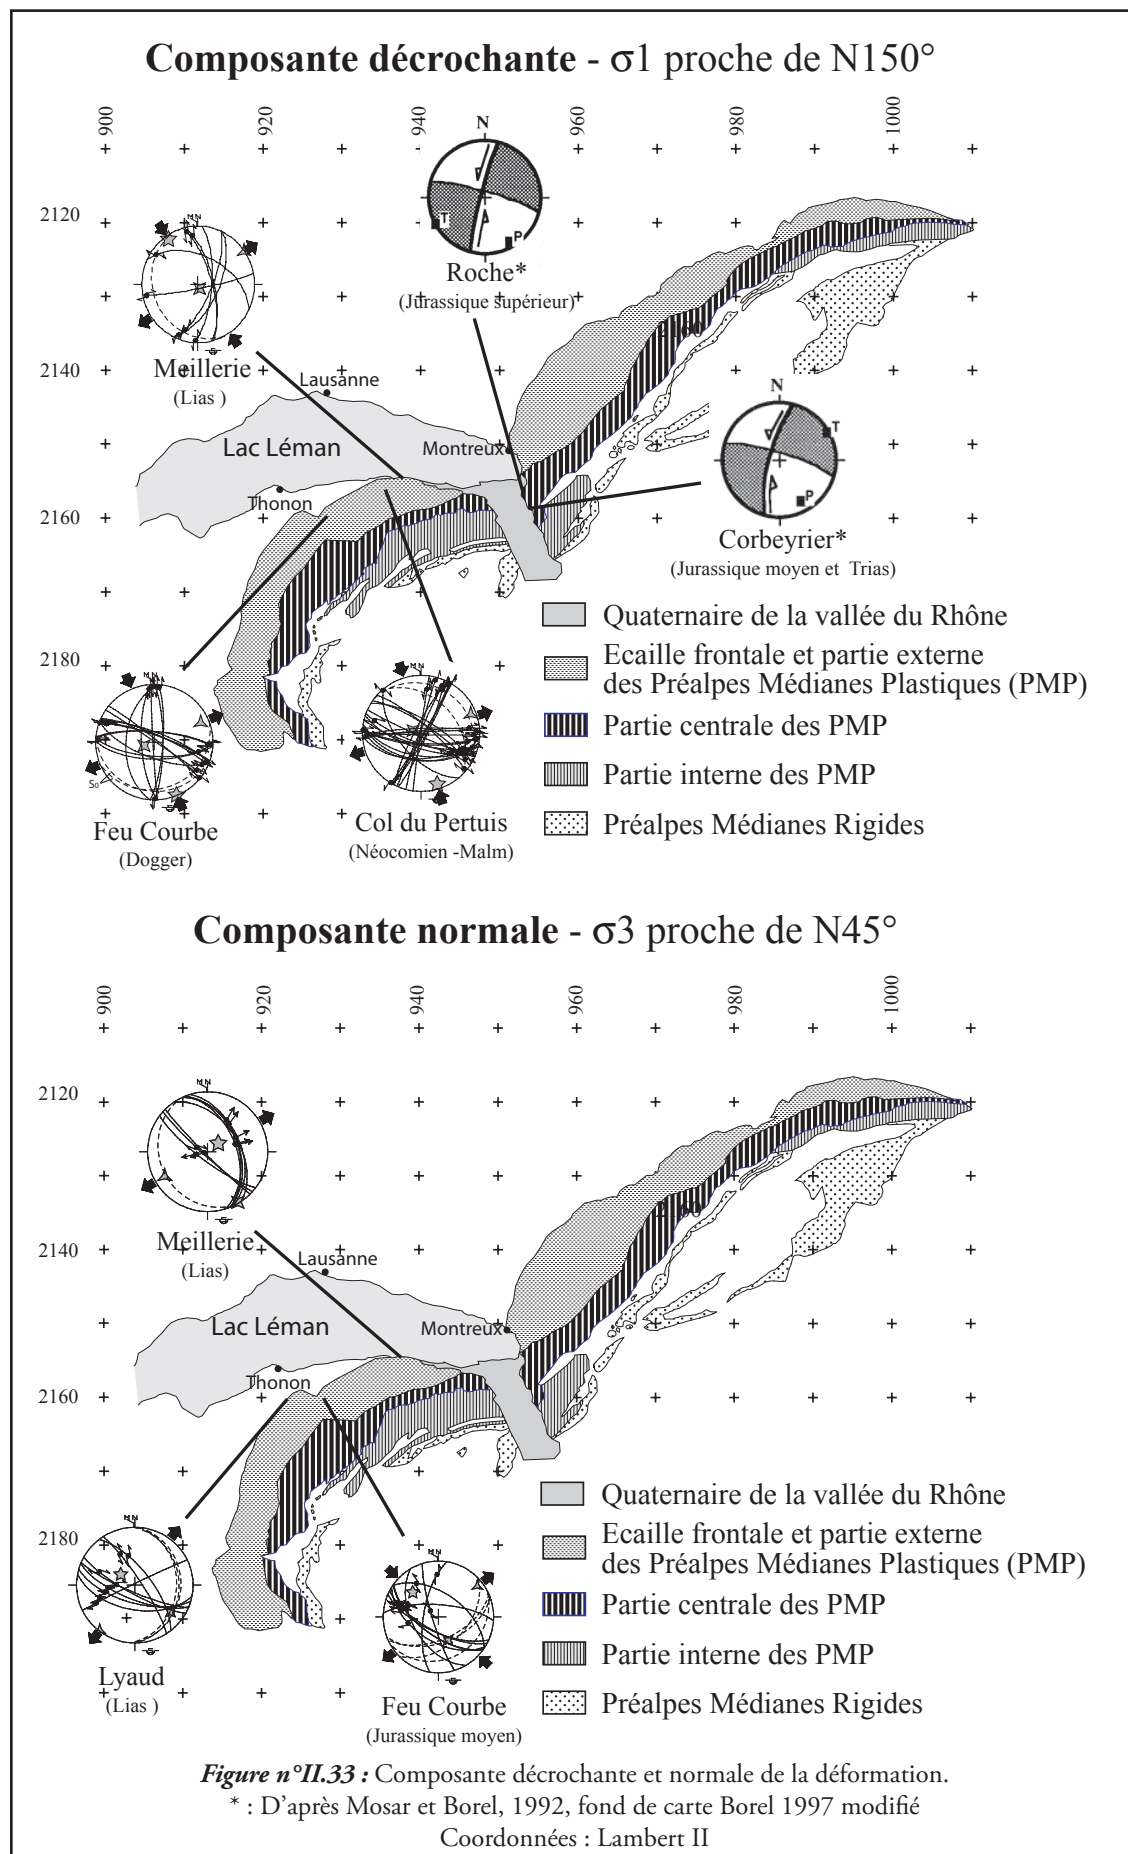 Composante décrochante - σ1 proche de N150°
900
920
940
960
980
1000
N
2120
T
P
Roche*
(Jurassique supérieur)
M N
Meillerie
(Lias )
2160
2140
Lausanne
N
T
P
Lac Léman
Montreux
Thonon
2160
Corbeyrier*
(Jurassique moyen et Trias)
Quaternaire de la vallée du Rhône
2180
Ecaille frontale et partie externe
des Préalpes Médianes Plastiques (PMP)
M N
M N
Partie centrale des PMP
S0
Partie interne des PMP
Feu Courbe
(Dogger)
Col du Pertuis
(Néocomien -Malm)
Préalpes Médianes Rigides
Composante normale - σ3 proche de N45°
900
920
940
960
980
1000
2120
M N
Meillerie
(Lias)
2160
2140
Lausanne
Lac Léman
Montreux
Thonon
2160
Quaternaire de la vallée du Rhône
2180
Ecaille frontale et partie externe
des Préalpes Médianes Plastiques (PMP)
M N
M N
Partie centrale des PMP
Partie interne des PMP
Lyaud
(Lias )
Feu Courbe
(Jurassique moyen)
Préalpes Médianes Rigides
Figure n°II.33 : Composante décrochante et normale de la déformation.
* : D'après Mosar et Borel, 1992, fond de carte Borel 1997 modifié
Coordonnées : Lambert II